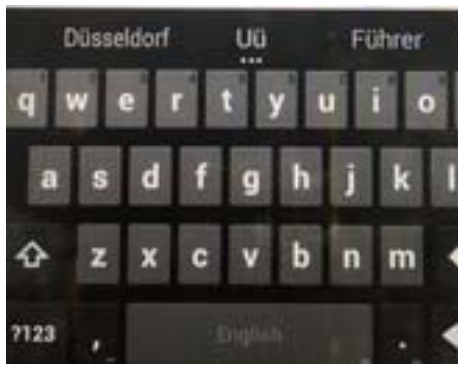 Düsseldorf Uü Führer
q w e r t y u i o
a s d f g h j k l
z x c v b n m
?123 , English .